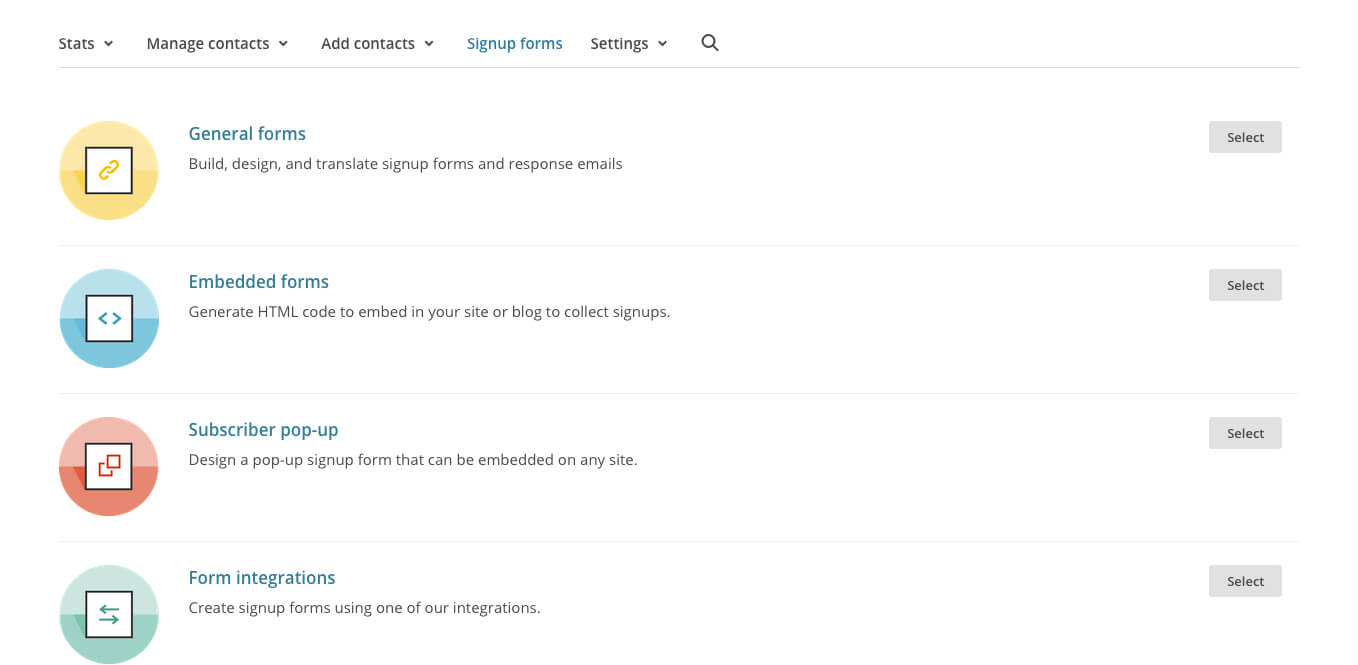 Stats Manage contacts Add contacts Signup forms Settings
General forms
Select
Build, design, and translate signup forms and response emails
Embedded forms
Select
Generate HTML code to embed in your site or blog to collect signups.
Subscriber pop-up
Select
Design a pop-up signup form that can be embedded on any site.
Form integrations
Select
Create signup forms using one of our integrations.